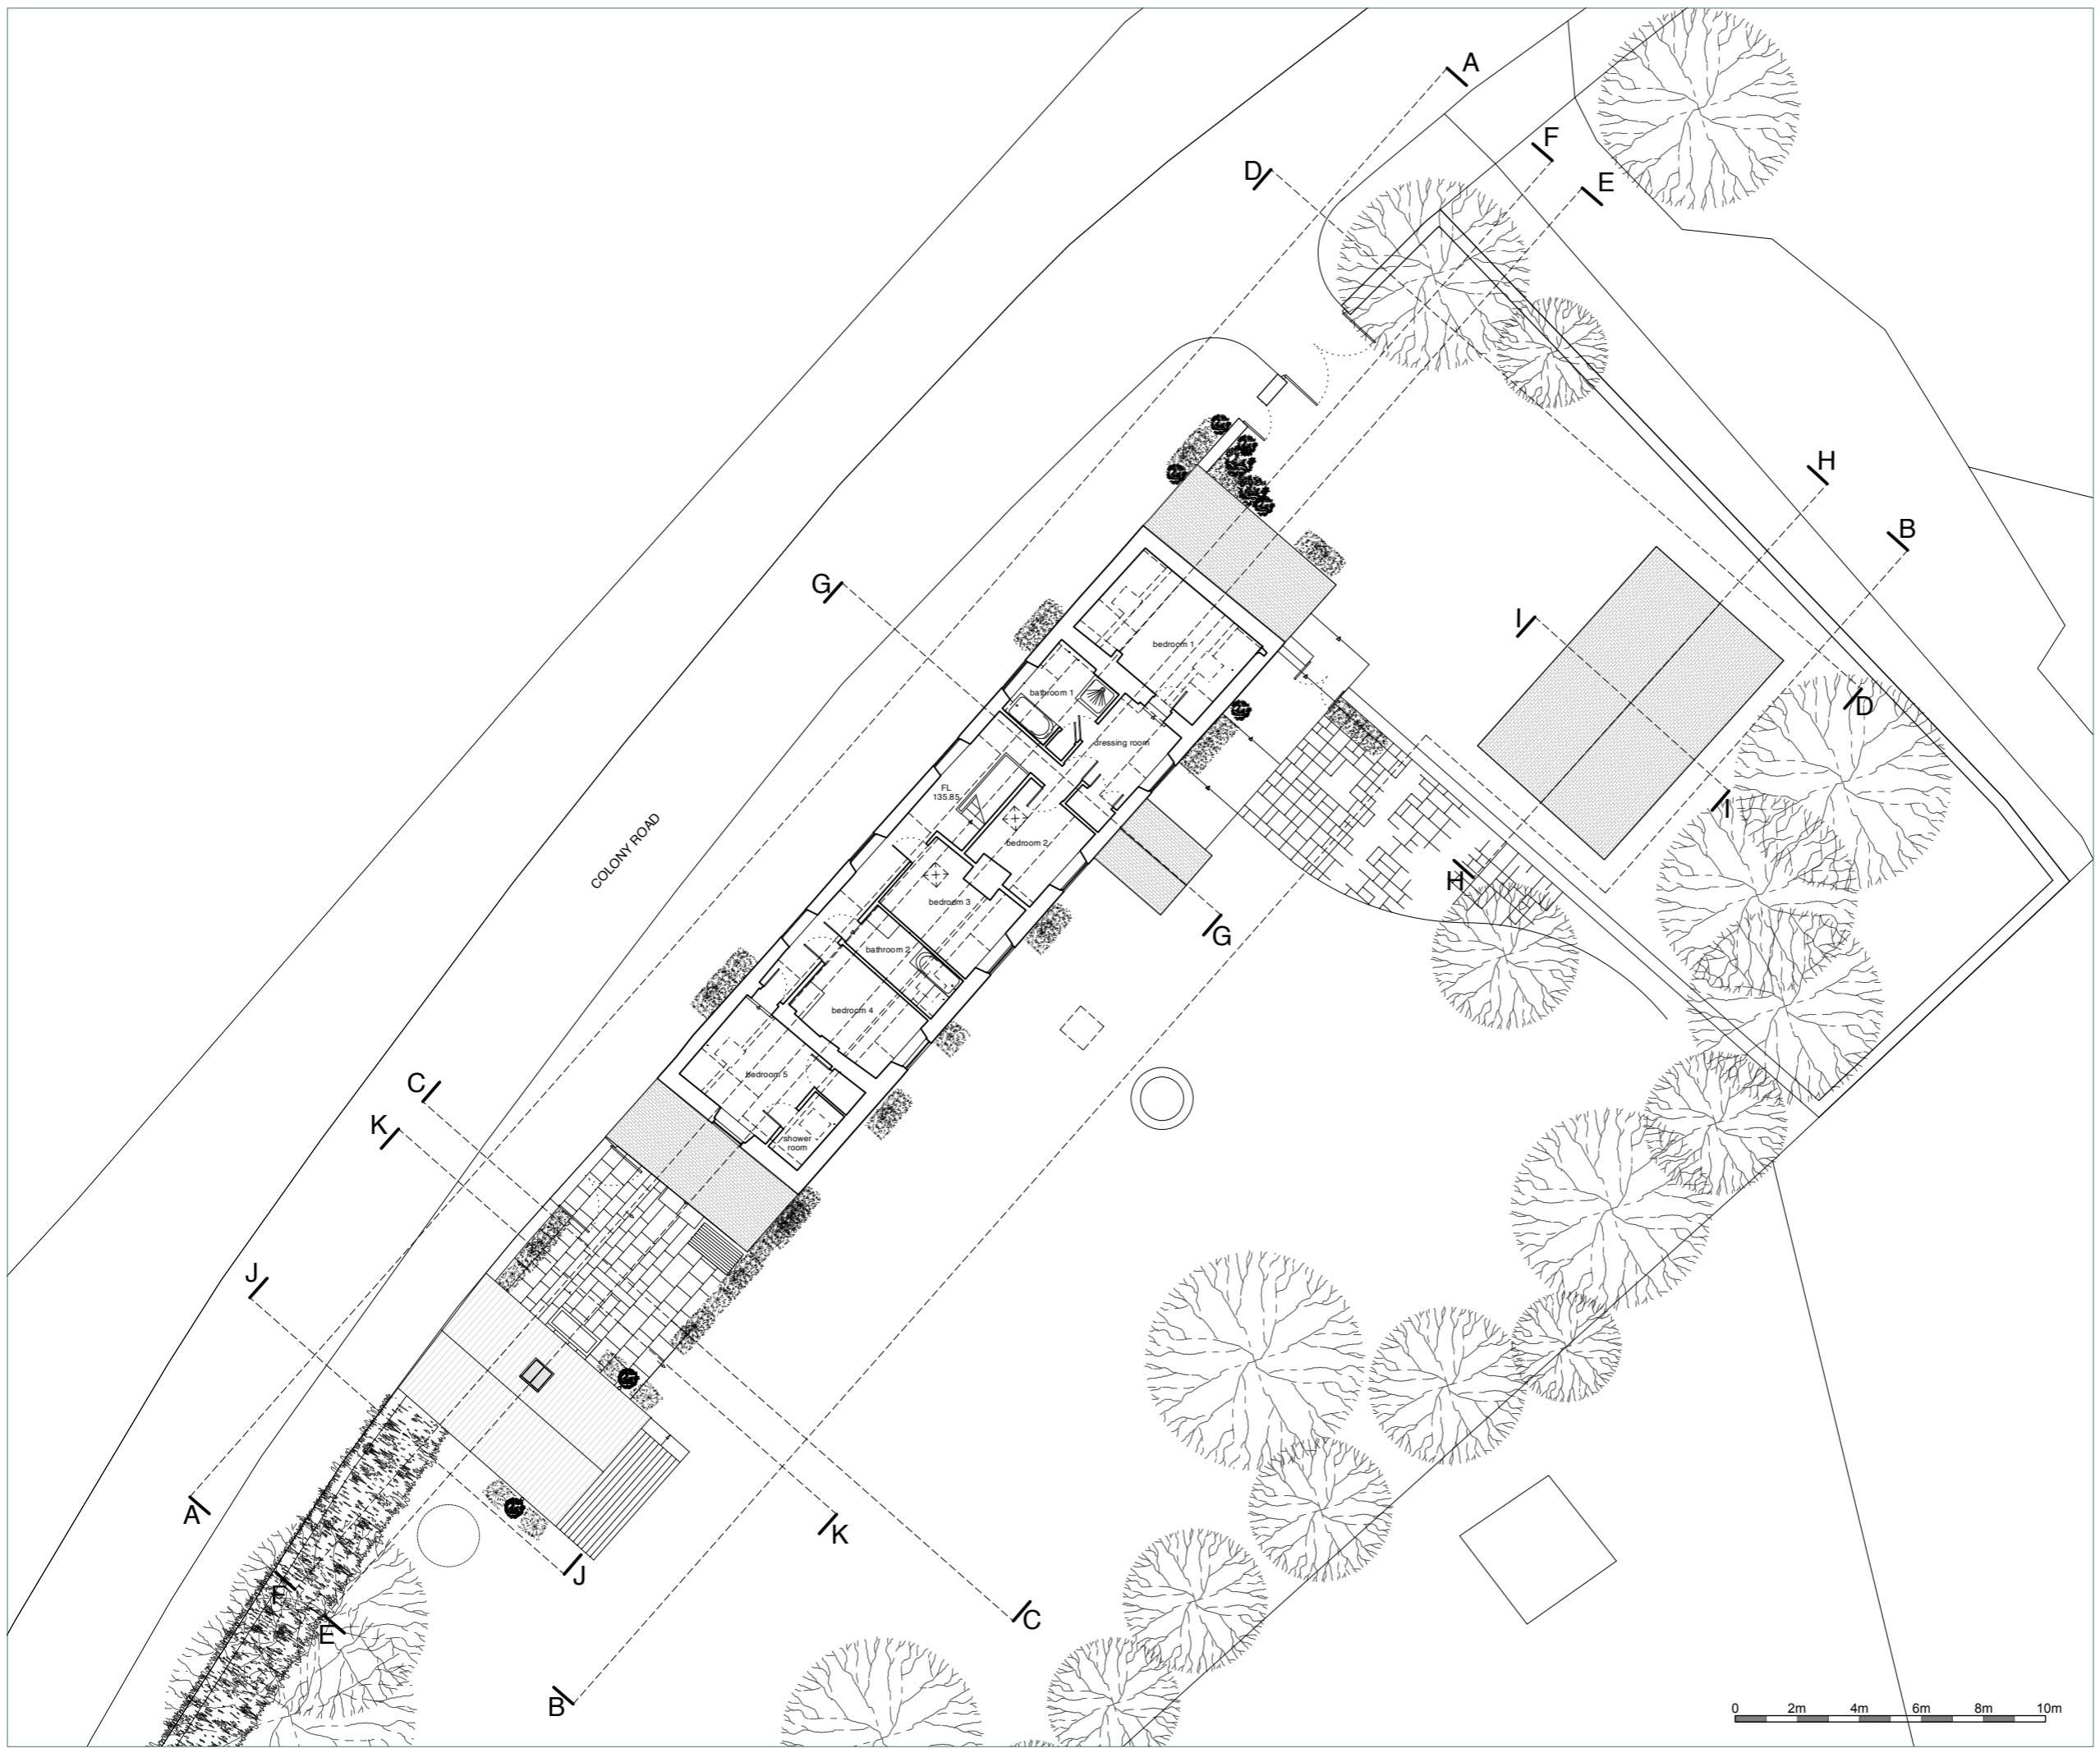 A
F
D
E
H
B
G
I
bedroom 1
bathroom 1
D
dressing room
FL
135.85
I
COLONY ROAD
bedroom 2
H
bedroom 3
G
bathroom 2
bedroom 4
bedroom 5
C
K
shower
room
J
A
K
J
F
C
E
B
0 2m 4m 6m 8m 10m